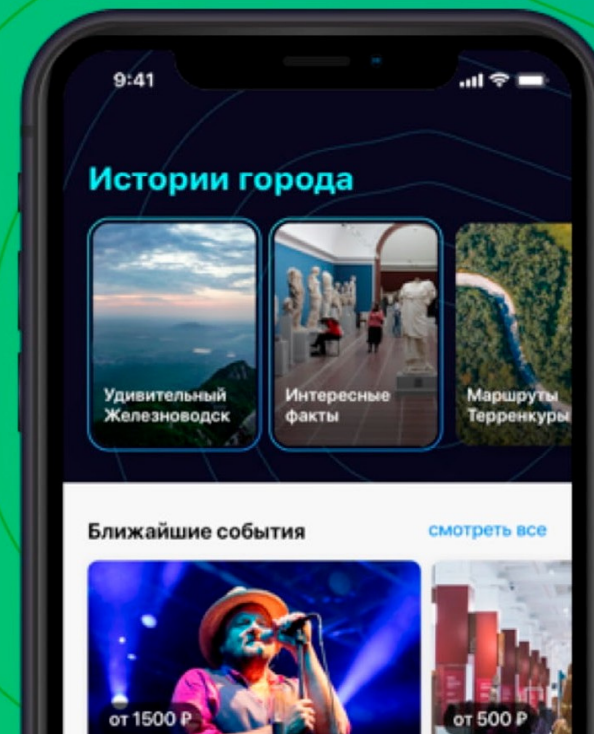 9:41
Истории города
Удивительный
Железноводск
Интересные
факты
Маршруты
Терренкуры
Ближайшие события
смотреть все
от 1500 ₽
от 500 ₽